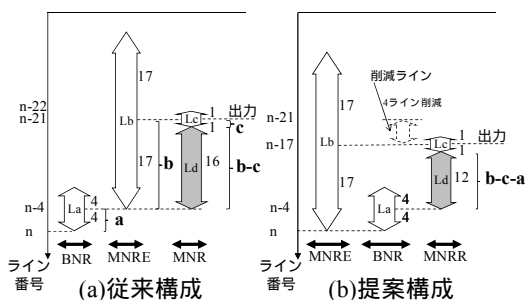 n-22
n-21
n-4
n
ライン
番号
17
Lb
17
La
4
4
a
b
1
Lc
1
出力
c
Ld
16
b-c
BNR
MNRE
MNR
(a)従来構成
n-21
n-17
n-4
n
ライン
番号
17
Lb
17
削減ライン
4ライン削減
La
4
4
1
Lc
1
出力
Ld
12
b-c-a
MNRE
BNR
MNRR
(b)提案構成